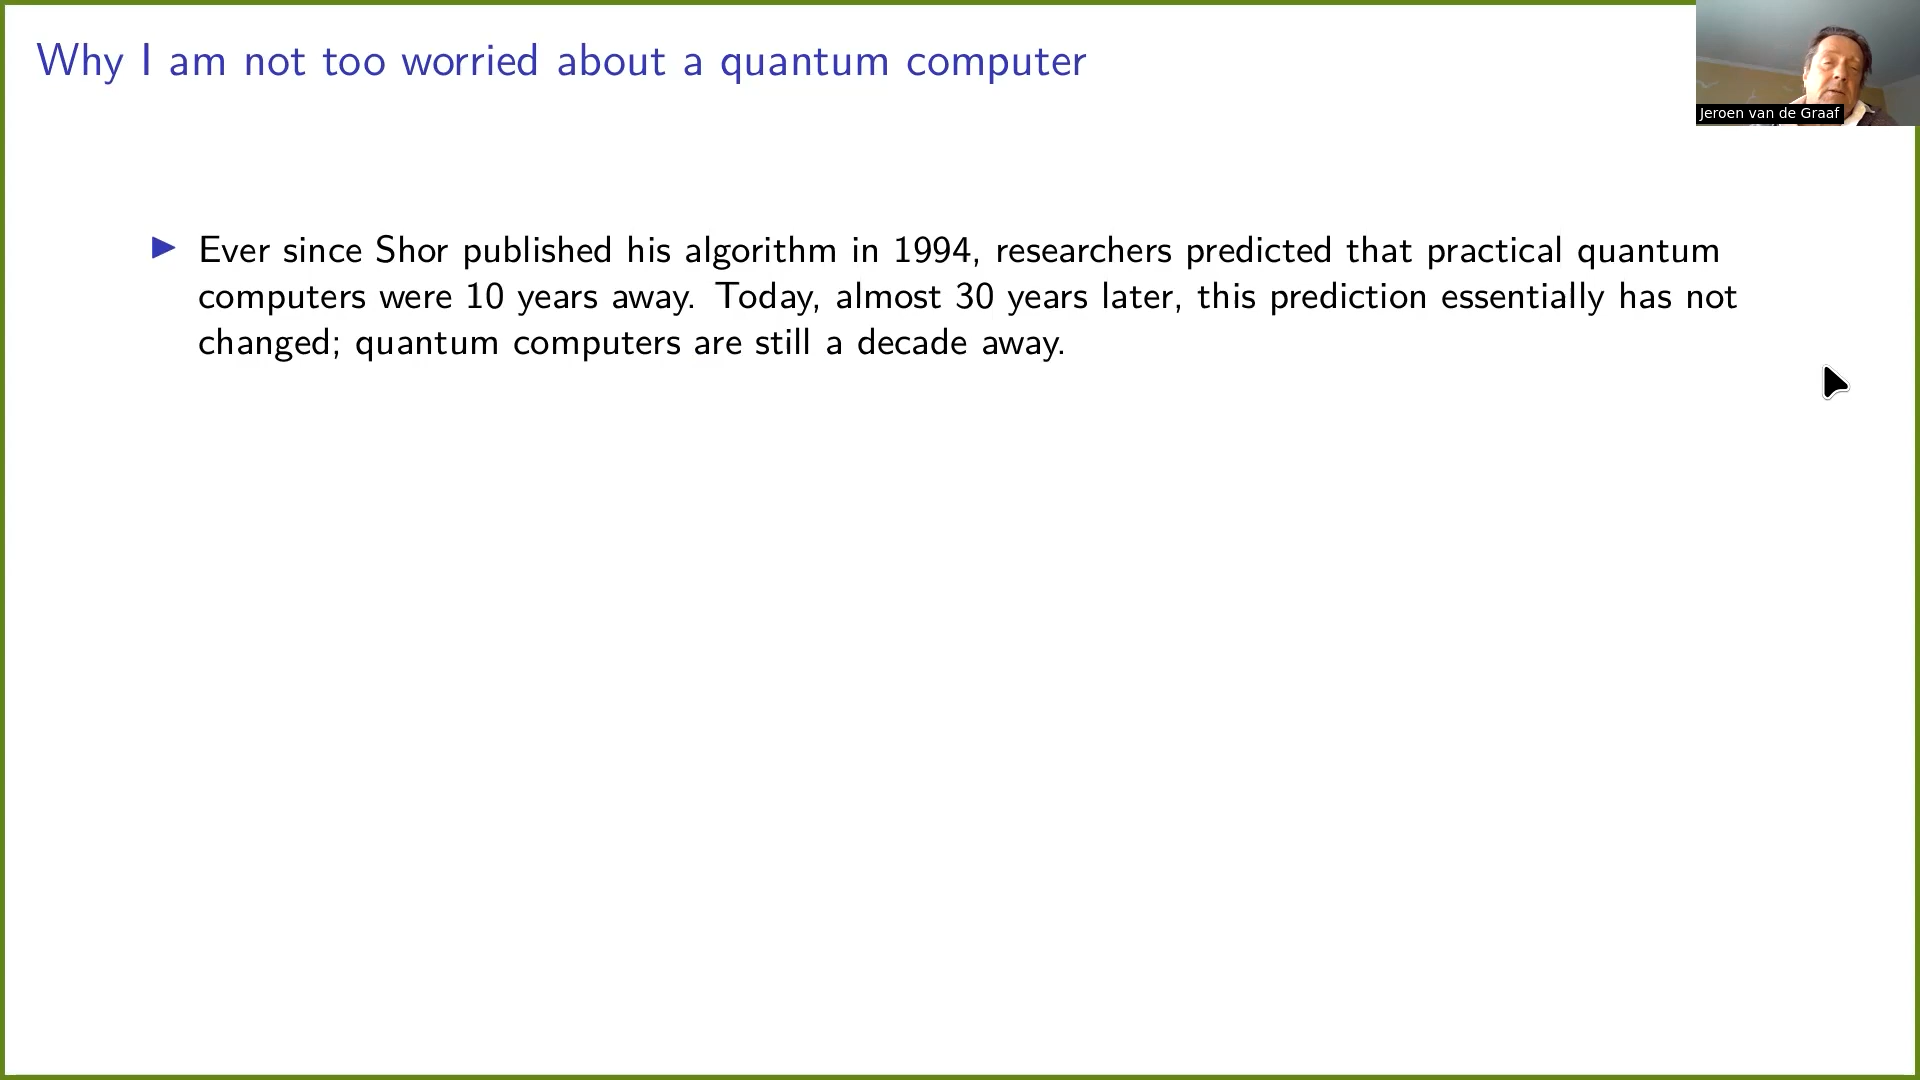 Why I am not too worried about a quantum computer
Jeroen van de Graaf
▶ Ever since Shor published his algorithm in 1994, researchers predicted that practical quantum
computers were 10 years away. Today, almost 30 years later, this prediction essentially has not
changed; quantum computers are still a decade away.